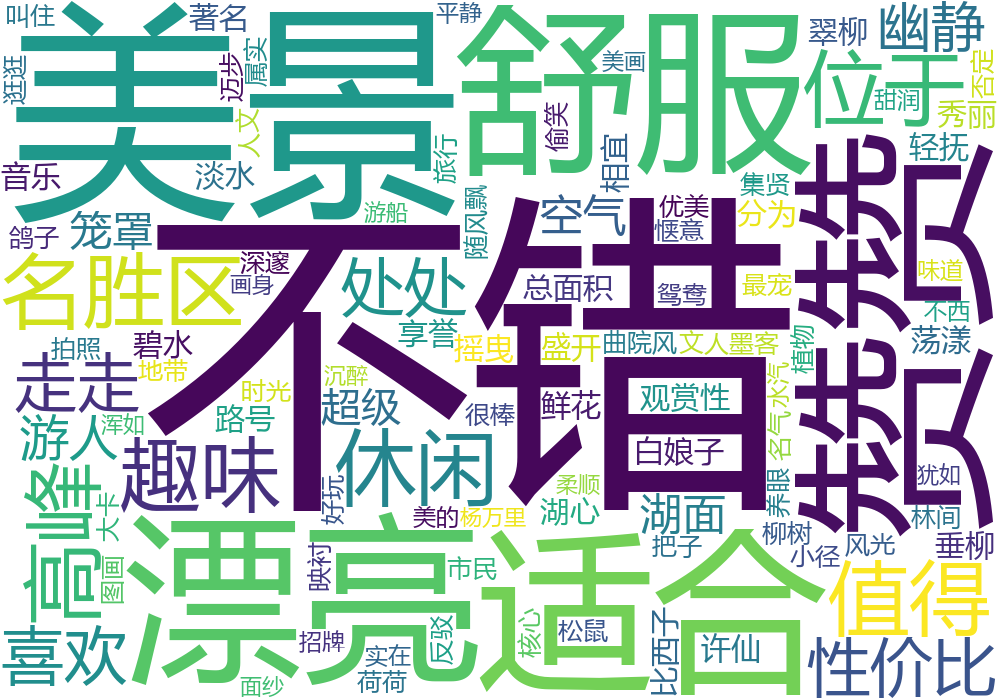 叫住
著名
平静
翠柳
幽静
美景
舒服
美画
位于
否定
逛逛
属实
迈步
甜润
秀丽
偷笑
人文
旅行
相宜
轻抚
音乐
淡水
集贤
赞赞
游船
随风飘
空气
优美
分为
鸽子
笼罩
惬意
不错
深邃
画身
名胜区
处处
总面积
鸳鸯
最宠
味道
不西
享誉
碧水
拍照
摇曳
盛开
曲院风
文人墨客
植物
荡漾
地带
走走
时光
沉醉
超级
很棒
鲜花
观赏性
名气
水汽
路号
游人
浑如
趣味
休闲
白娘子
养眼
犹如
高峰
大卡
好玩
柔顺
湖心
湖面
林间
美的
杨万里
柳树
把子
小径
风光
垂柳
漂亮
适合
图画
映衬
市民
值得
喜欢
招牌
反驳
核心
松鼠
比西子
许仙
性价比
实在
荷荷
面纱